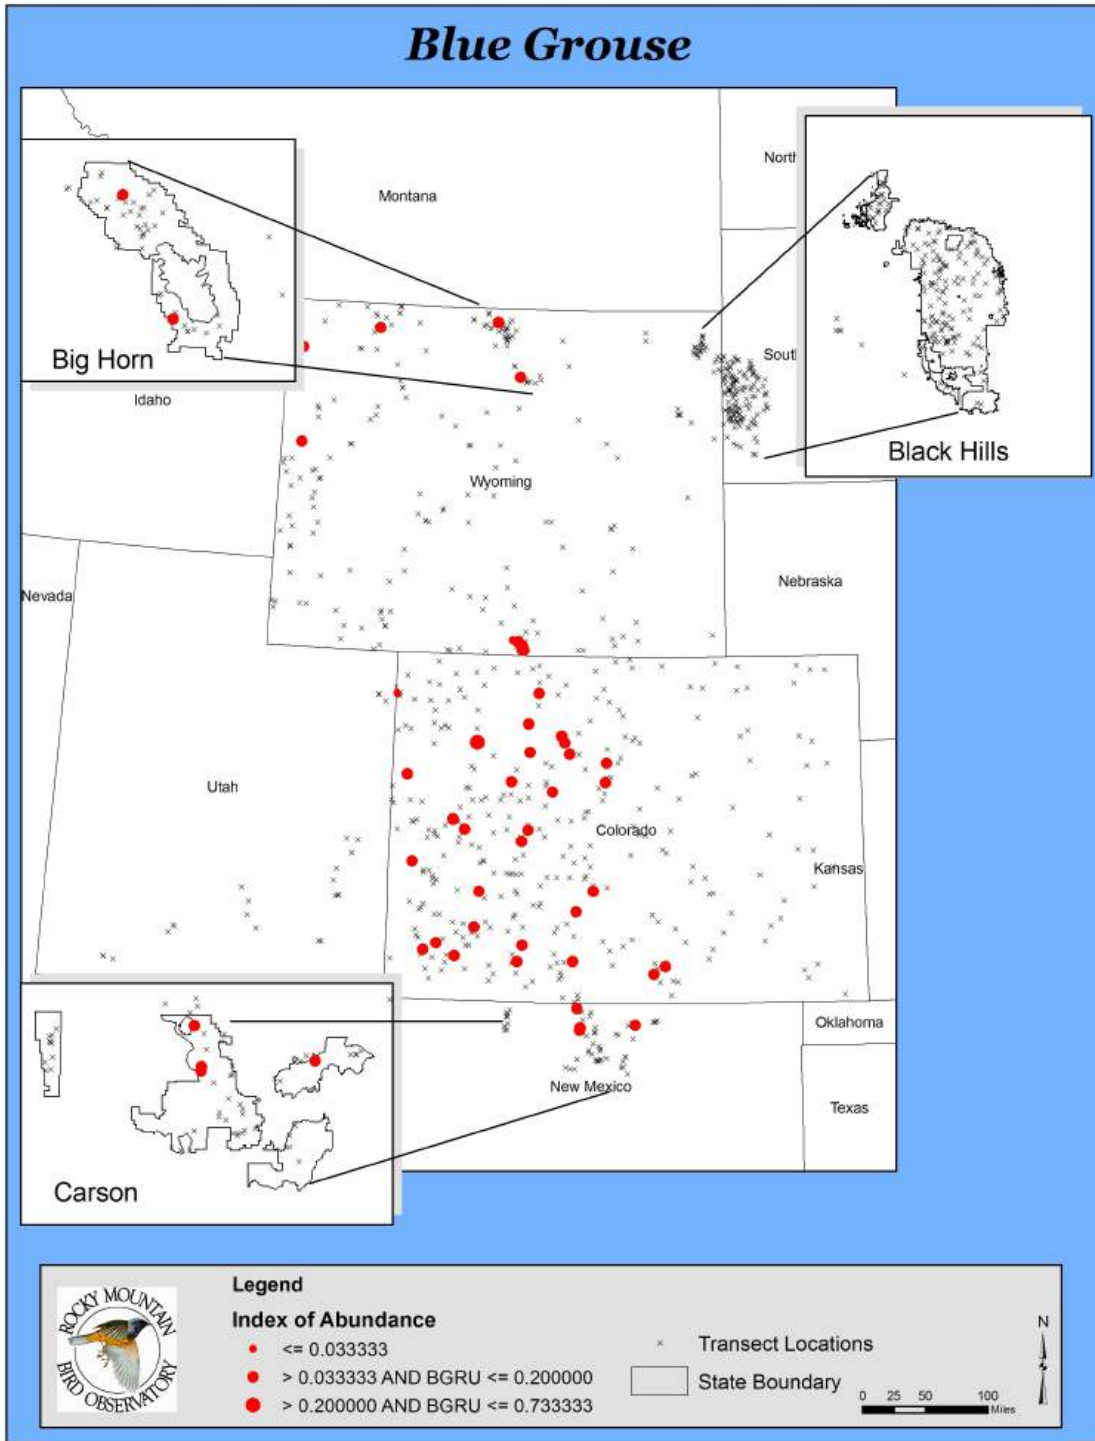 Blue Grouse
Montana
North
Big Horn
Idaho
South
Black Hills
Wyoming
Nevada
Nebraska
Utah
Colorado
Kansas
Oklahoma
New Mexico
Texas
Carson
Legend
Index of Abundance
<= 0.033333
> 0.033333 AND BGRU <= 0.200000
> 0.200000 AND BGRU <= 0.733333
Transect Locations
State Boundary
N
0 25 50 100
Miles
ROCKY MOUNTAIN
BIRD OBSERVATORY